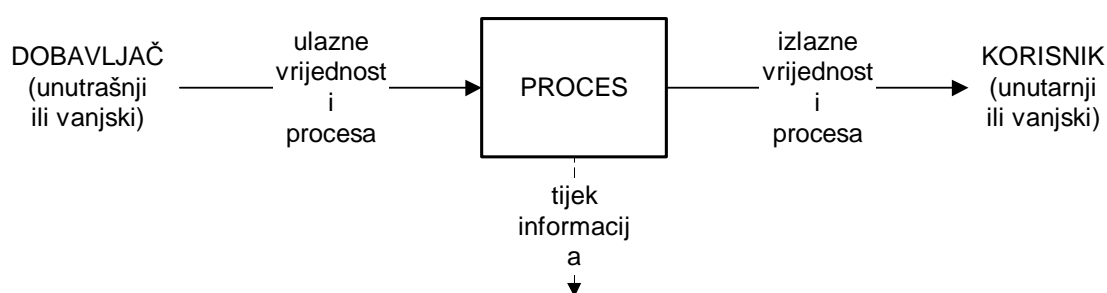 DOBAVLJAČ
(unutrašnji
ili vanjski)
ulazne
vrijednost
i
procesa
PROCES
izlazne
vrijednost
i
procesa
KORISNIK
(unutarnji
ili vanjski)
tijek
informacij
a